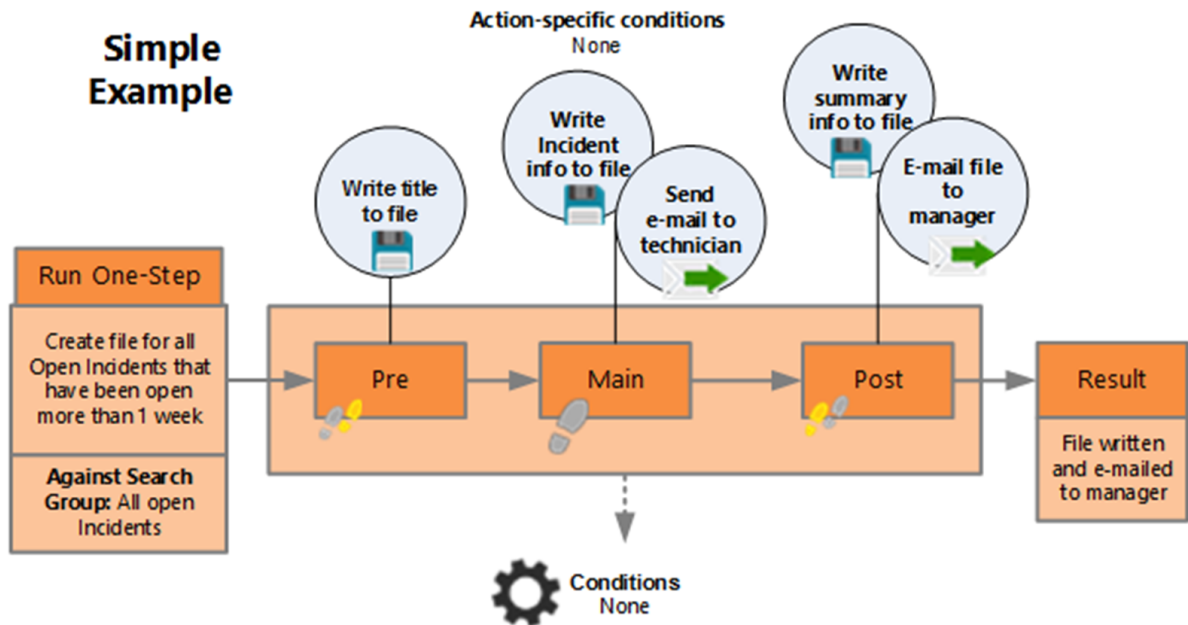 Simple
Example
Action-specific conditions
None
Write title
to file
Write
Incident
info to file
Send
e-mail to
technician
Write
summary
info to file
E-mail file
to
manager
Run One-Step
Create file for all
Open Incidents that
have been open
more than 1 week
Against Search
Group: All open
Incidents
Pre
Main
Post
Result
File written
and e-mailed
to manager
Conditions
None